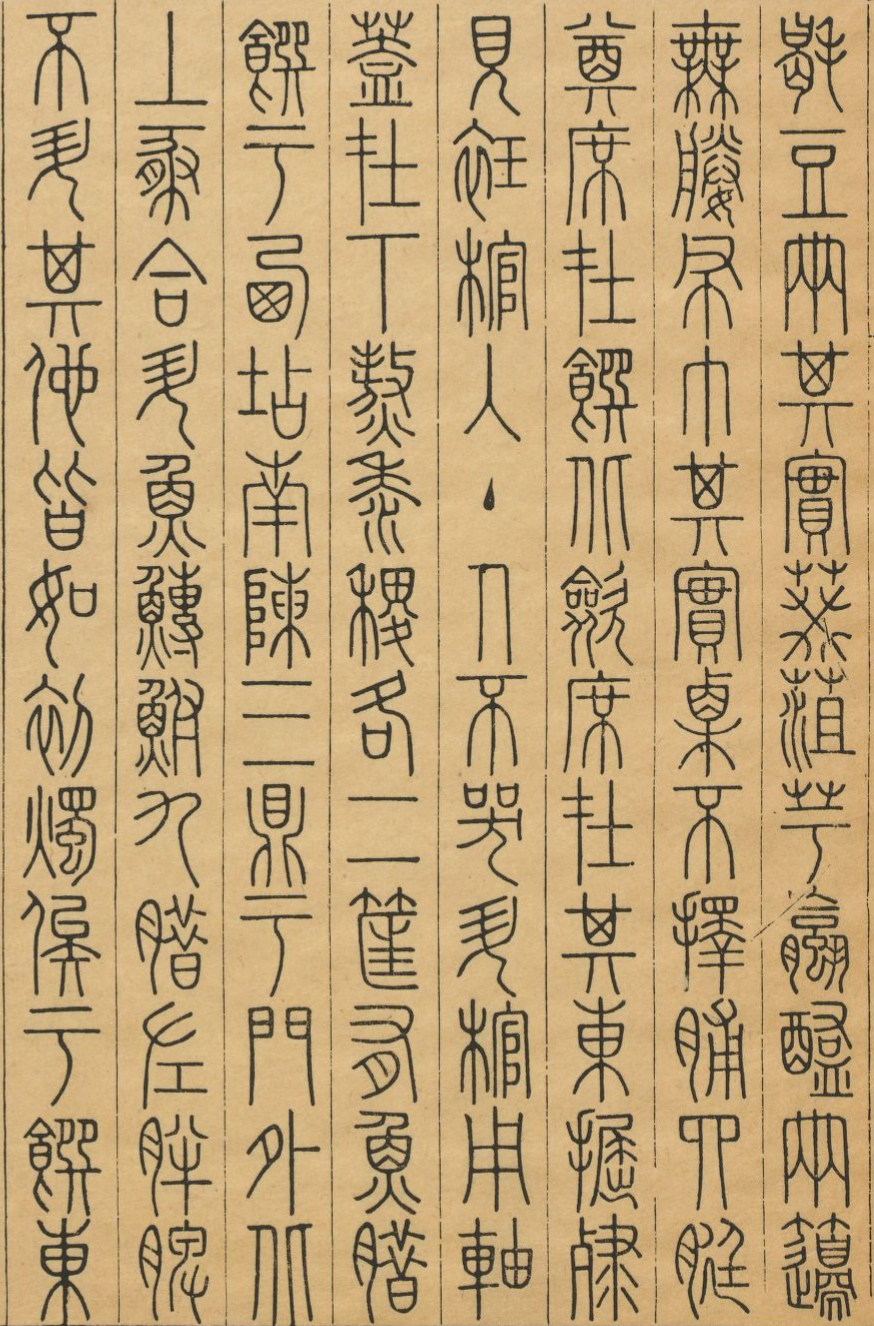 毼豆兩其實葵菹芋蠃醢兩籩
無縢布巾其實栗不擇脯四脡
奠席在饌北斂席在其東掘肂
見衽棺入主人不哭升棺用軸
蓋在下熬黍稷各二筐有魚腊
饌于西坫南陳三鼎于門外北
上豚合升魚鱄鮒九腊左胖髀
不升其他皆如初燭俟于饌東